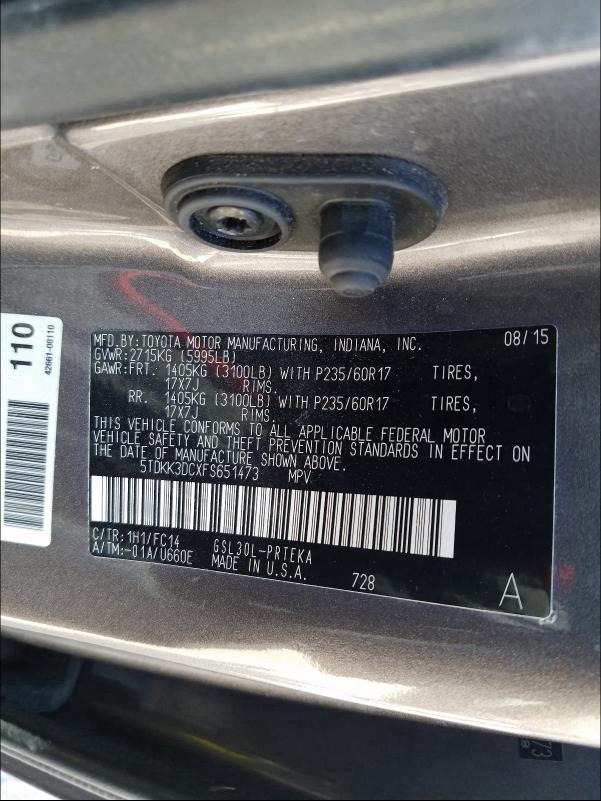 110
42661-08110
MFD.BY:TOYOTA MOTOR MANUFACTURING, INDIANA, INC. 08/15
GVWR:2715KG (5995LB)
GAWR:FRT. 1405KG (3100LB) WITH P235/60R17 TIRES,
17X7J RIMS.
RR. 1405KG (3100LB) WITH P235/60R17 TIRES,
17X7J RIMS.
THIS VEHICLE CONFORMS TO ALL APPLICABLE FEDERAL MOTOR
VEHICLE SAFETY AND THEFT PREVENTION STANDARDS IN EFFECT ON
THE DATE OF MANUFACTURE SHOWN ABOVE.
5TDKK3DCXFS651473 MPV
C/TR:1H1/FC14 GSL30L-PRTEKA
A/TM:-01A/U660E MADE IN U.S.A. 728 A
73